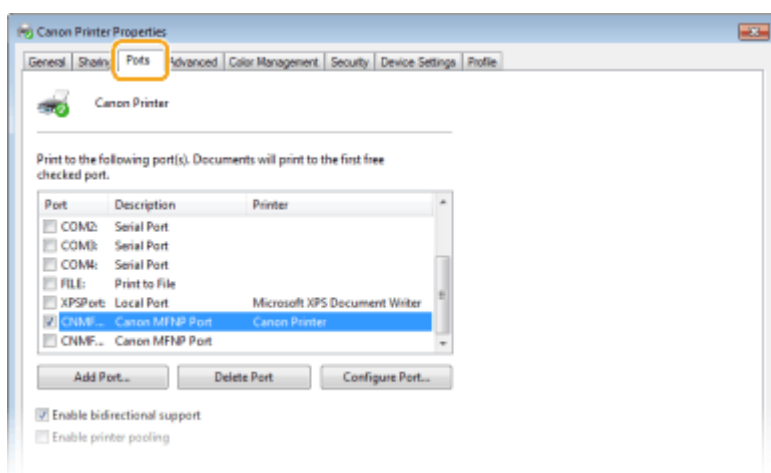 Canon Printer Properties
General Sharing Ports Advanced Color Management Security Device Settings Profile
Canon Printer
Print to the following port(s). Documents will print to the first free
checked port.
Port Description Printer
COM2: Serial Port
COM3: Serial Port
COM4: Serial Port
FILE: Print to File
XPSPort: Local Port Microsoft XPS Document Writer
CNMF... Canon MFNP Port Canon Printer
CNMF... Canon MFNP Port
Add Port... Delete Port Configure Port...
Enable bidirectional support
Enable printer pooling